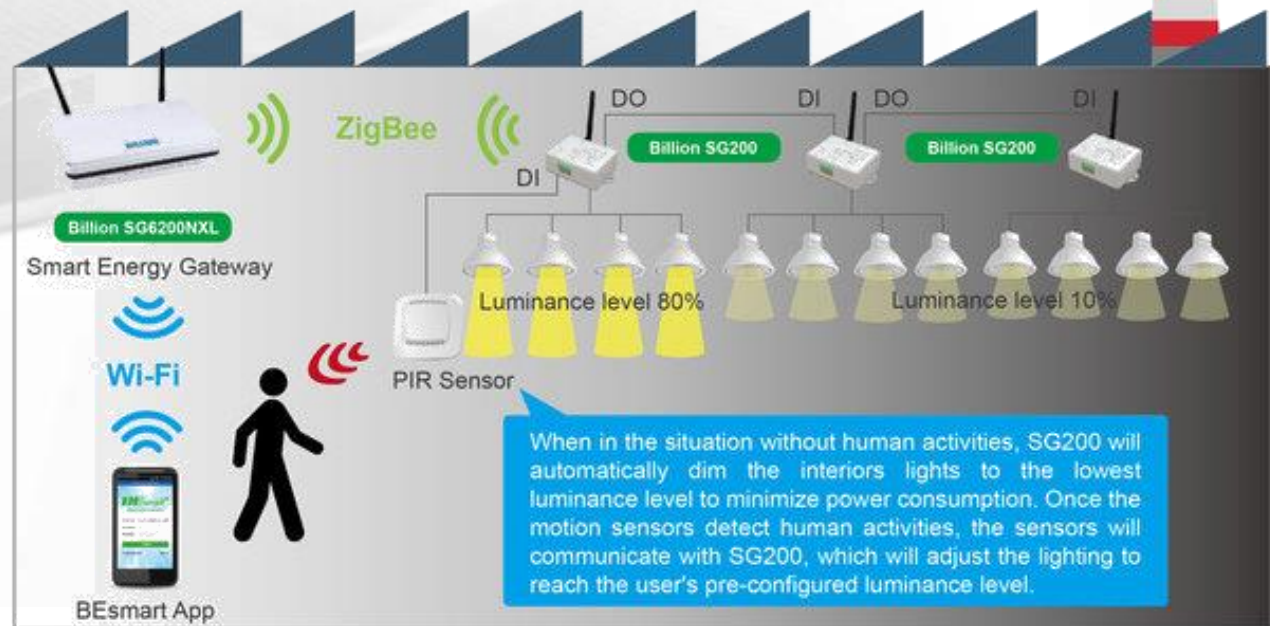 DO
DI
DO
DI
ZigBee
Billion SG200
Billion SG200
DI
Billion SG6200NXL
Smart Energy Gateway
Luminance level 80%
Luminance level 10%
Wi-Fi
PIR Sensor
When in the situation without human activities, SG200 will
automatically dim the interiors lights to the lowest
luminance level to minimize power consumption. Once the
motion sensors detect human activities, the sensors will
communicate with SG200, which will adjust the lighting to
reach the user's pre-configured luminance level.
BEsmart App